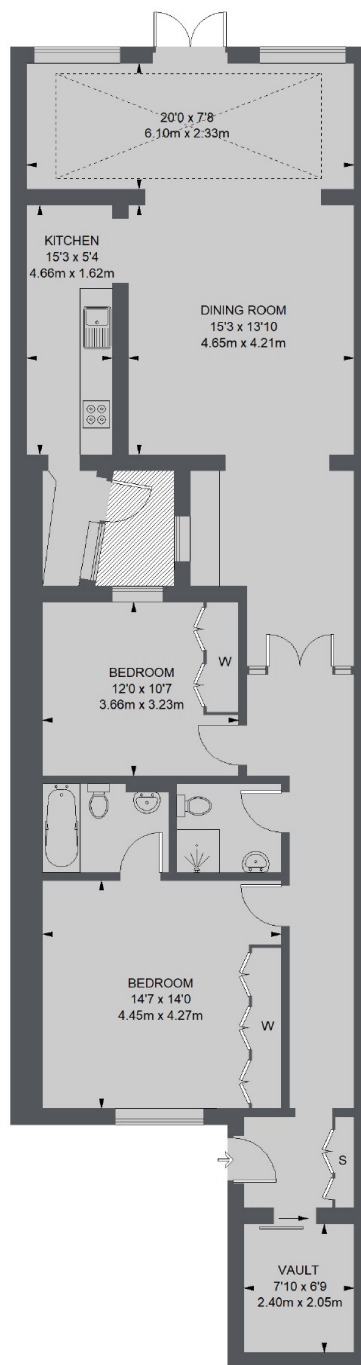 20'0 x 7'8
6.10m x 2.33m
KITCHEN
15'3 x 5'4
4.66m x 1.62m
DINING ROOM
15'3 x 13'10
4.65m x 4.21m
BEDROOM
12'0 x 10'7
3.66m x 3.23m
W
BEDROOM
14'7 x 14'0
4.45m x 4.27m
W
S
VAULT
7'10 x 6'9
2.40m x 2.05m